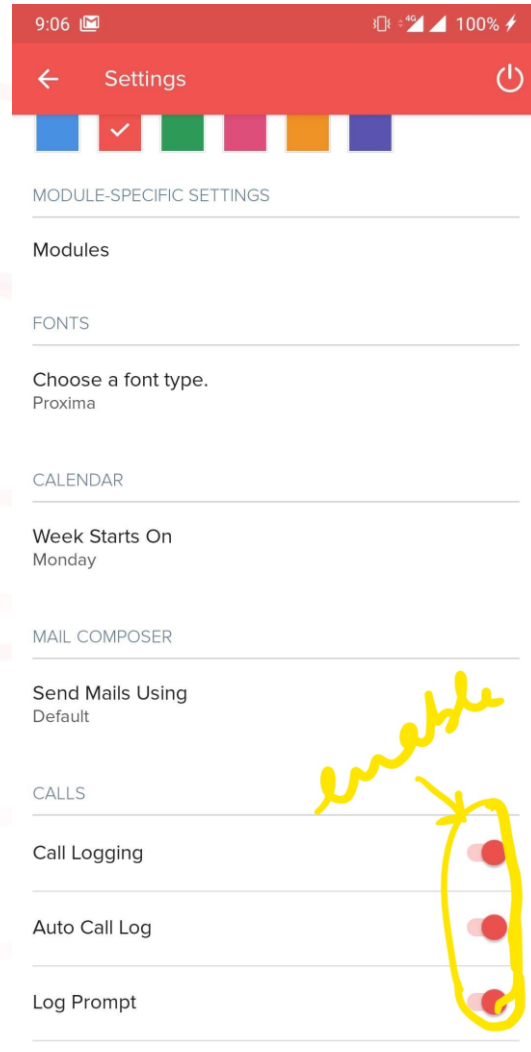 9:06
4G 100%
Settings
MODULE-SPECIFIC SETTINGS
Modules
FONTS
Choose a font type.
Proxima
CALENDAR
Week Starts On
Monday
MAIL COMPOSER
Send Mails Using
Default
enable
CALLS
Call Logging
Auto Call Log
Log Prompt